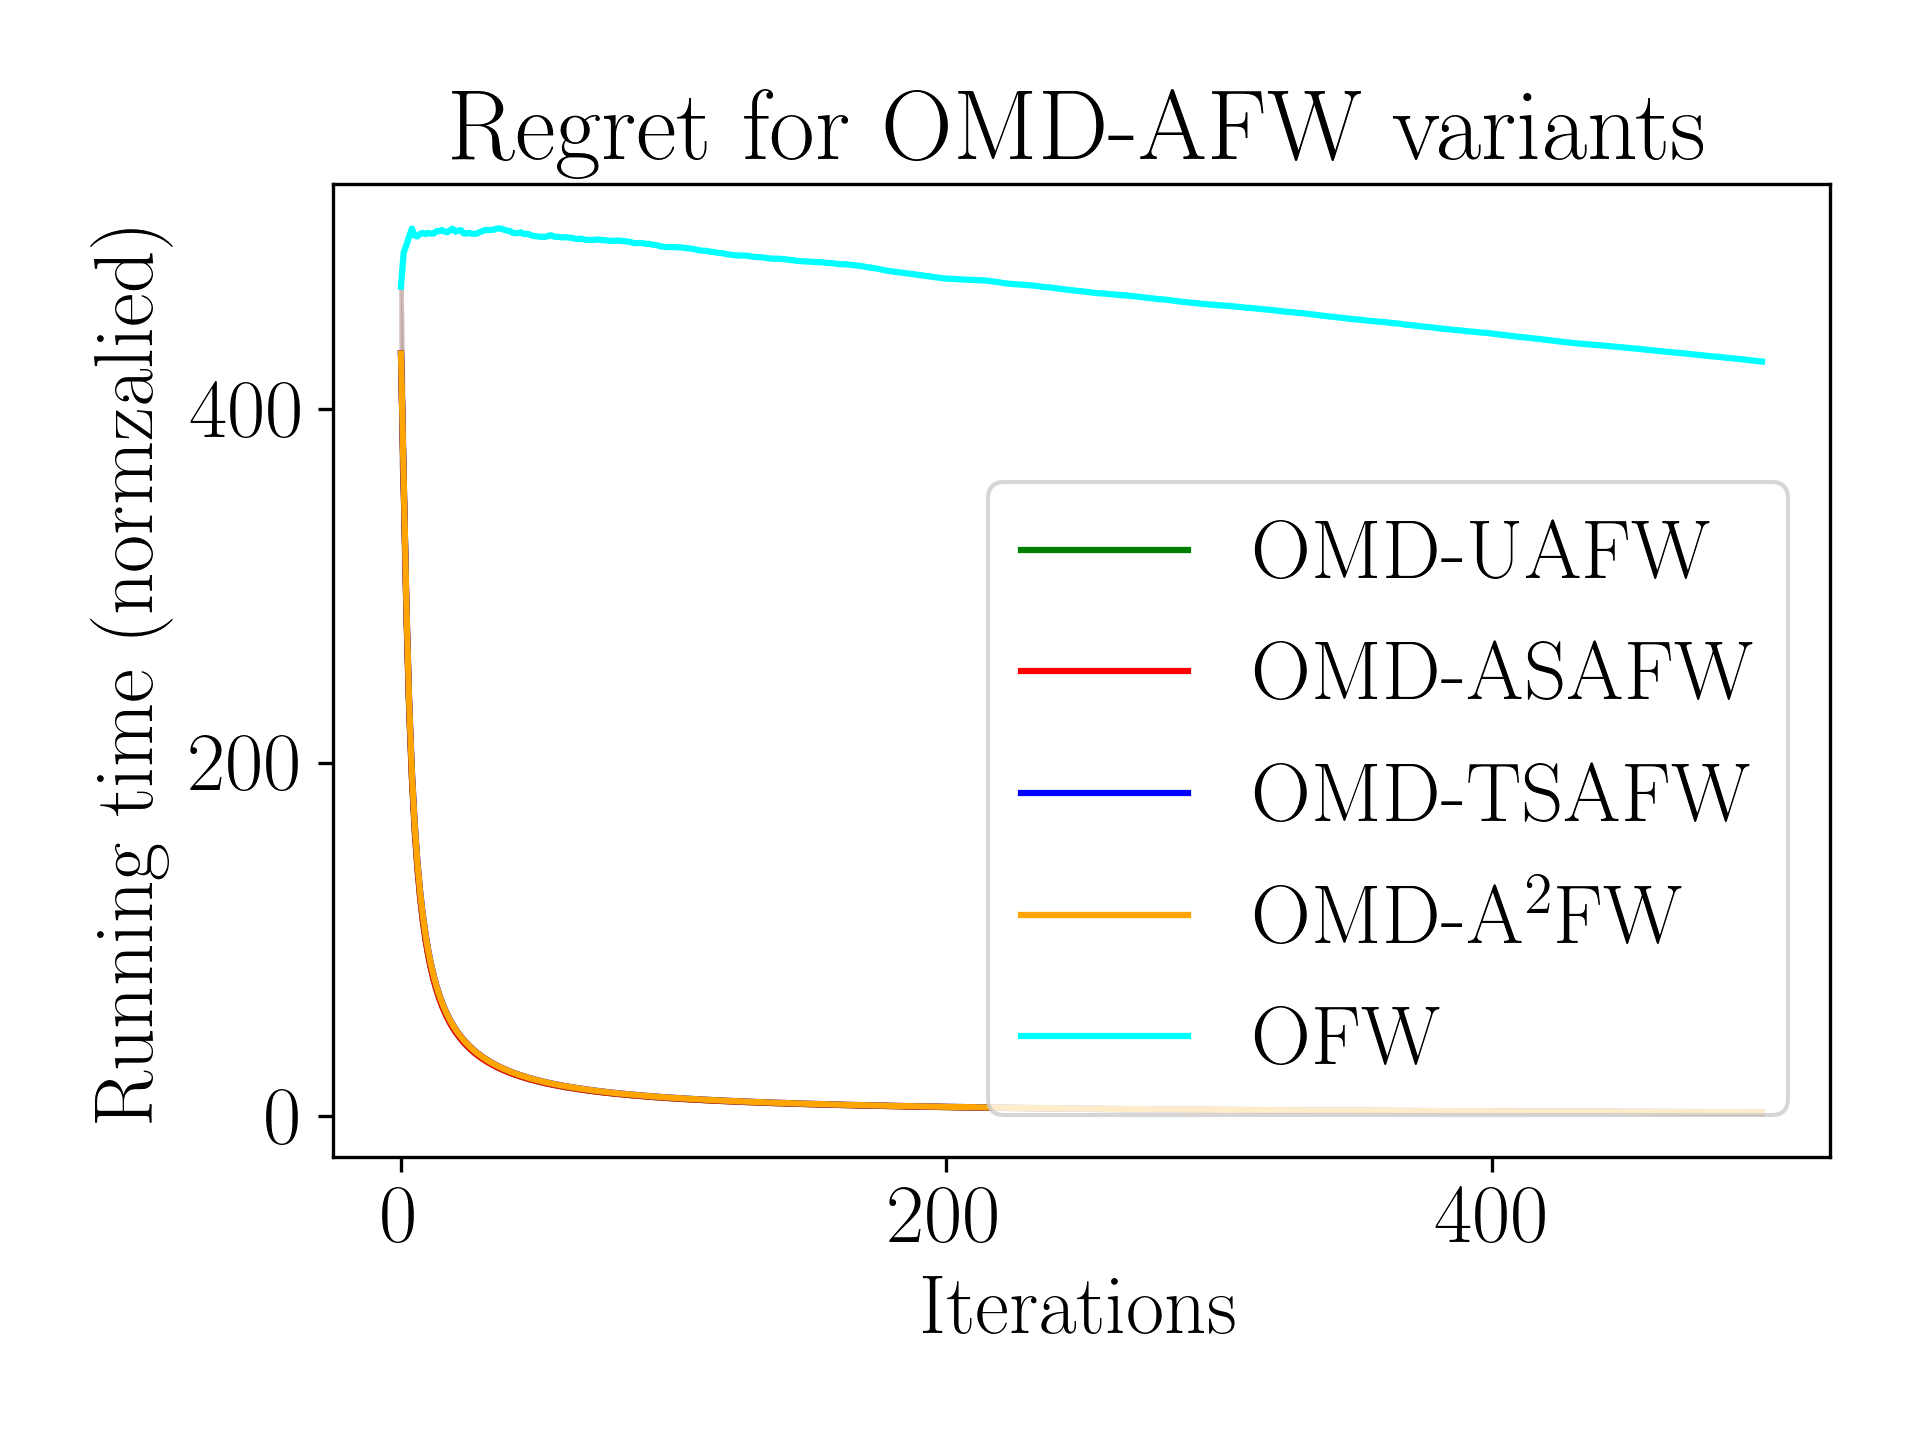 Regret for OMD-AFW variants
Running time (normzalied)
400
200
0
OMD-UAFW
OMD-ASAFW
OMD-TSAFW
OMD-A²FW
OFW
0 200 400
Iterations